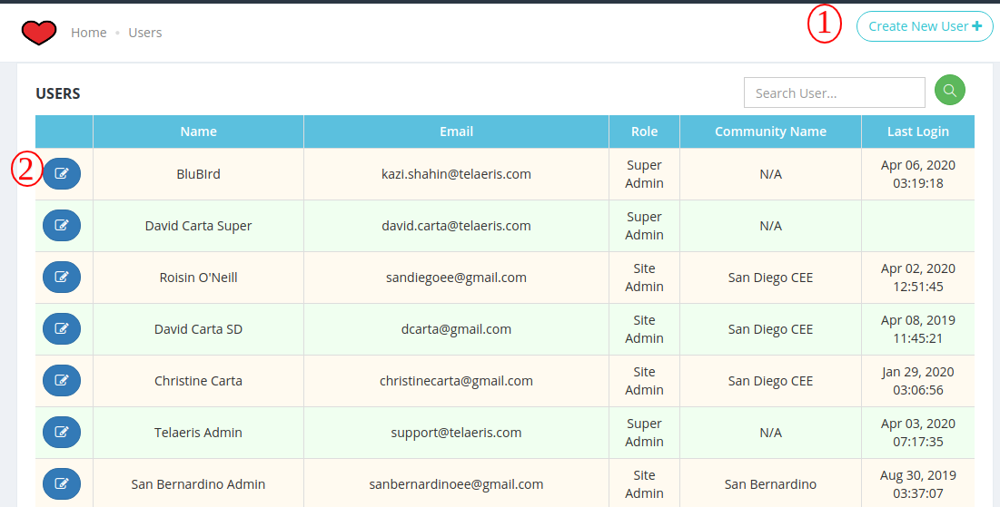 Home • Users
1
Create New User +
USERS
Search User...
Name Email Role Community Name Last Login
2
BluBIrd kazi.shahin@telaeris.com Super Admin N/A Apr 06, 2020 03:19:18
David Carta Super david.carta@telaeris.com Super Admin N/A
Roisin O'Neill sandiegoee@gmail.com Site Admin San Diego CEE Apr 02, 2020 12:51:45
David Carta SD dcarta@gmail.com Site Admin San Diego CEE Apr 08, 2019 11:45:21
Christine Carta christinecarta@gmail.com Site Admin San Diego CEE Jan 29, 2020 03:06:56
Telaeris Admin support@telaeris.com Super Admin N/A Apr 03, 2020 07:17:35
San Bernardino Admin sanbernardinoee@gmail.com Site Admin San Bernardino Aug 30, 2019 03:37:07